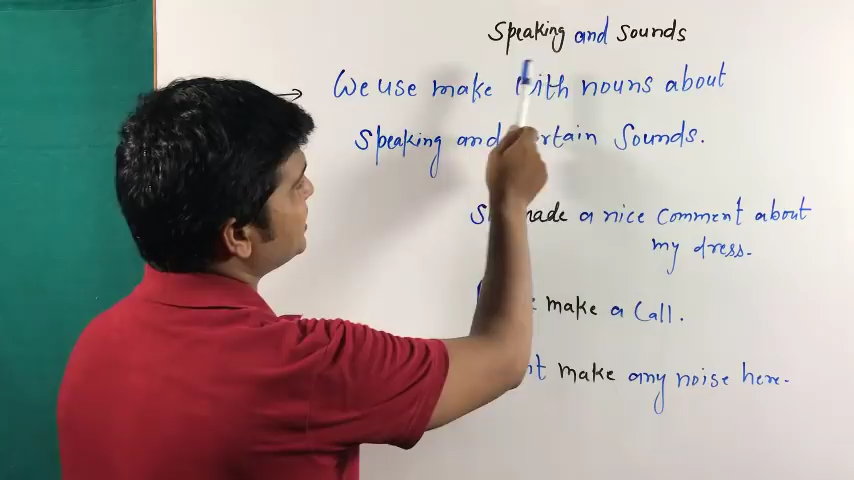 Speaking and Sounds
We use make with nouns about
Speaking and Sounds.
made a nice comment about
my dress.
make a Call.
make any noise here.